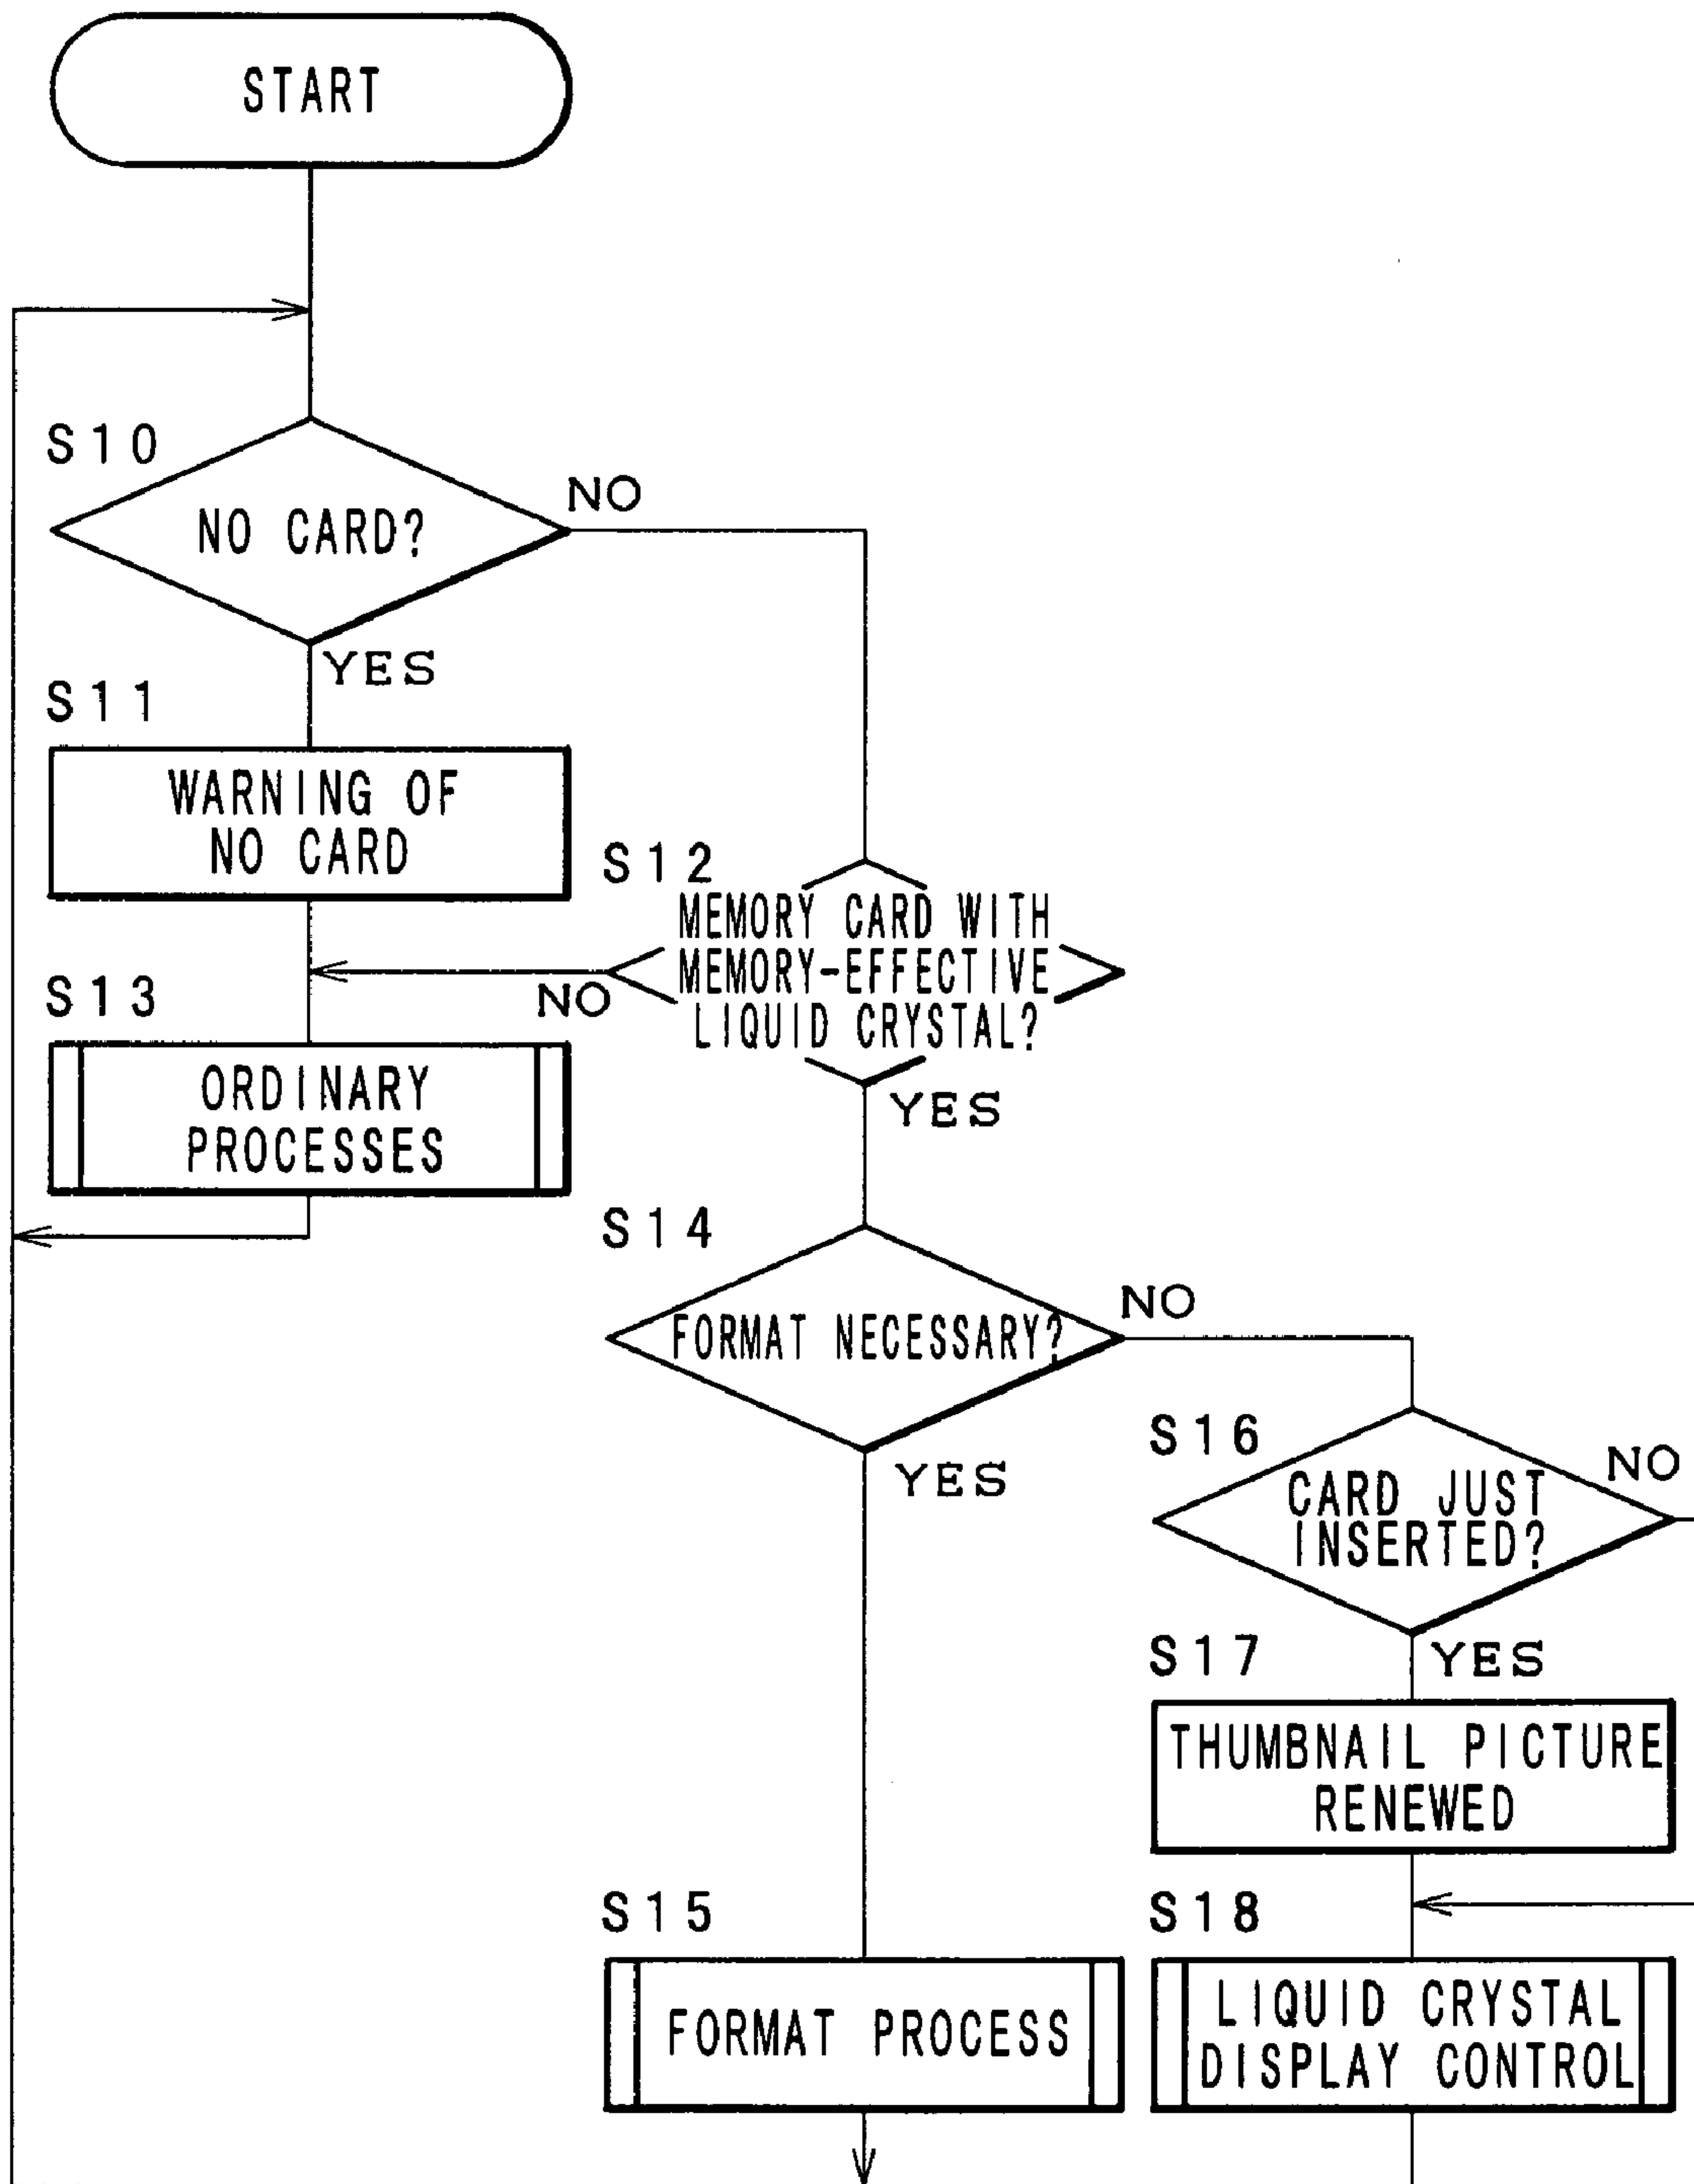 START
S10
NO CARD?
NO
YES
S11
WARNING OF
NO CARD
S12
MEMORY CARD WITH
MEMORY-EFFECTIVE
LIQUID CRYSTAL?
NO
YES
S13
ORDINARY
PROCESSES
S14
FORMAT NECESSARY?
NO
YES
S16
CARD JUST
INSERTED?
NO
YES
S17
THUMBNAIL PICTURE
RENEWED
S15
FORMAT PROCESS
S18
LIQUID CRYSTAL
DISPLAY CONTROL